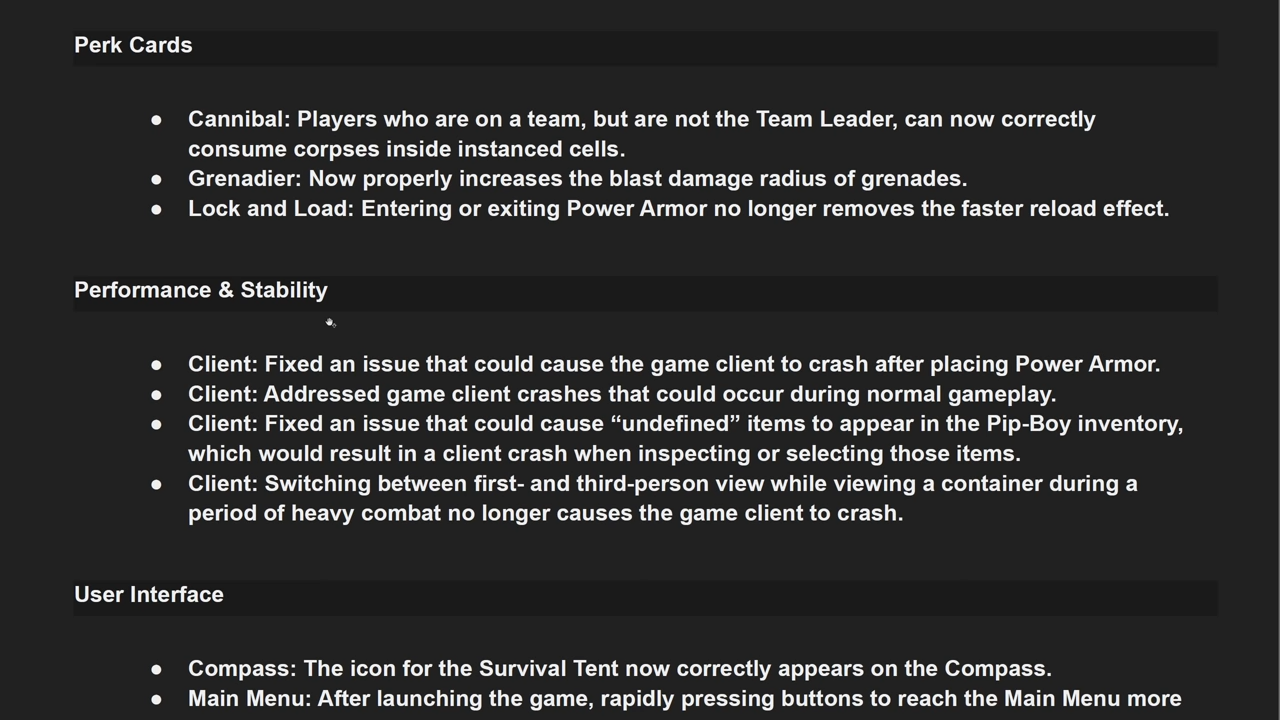 Perk Cards
● Cannibal: Players who are on a team, but are not the Team Leader, can now correctly
consume corpses inside instanced cells.
● Grenadier: Now properly increases the blast damage radius of grenades.
● Lock and Load: Entering or exiting Power Armor no longer removes the faster reload effect.
Performance & Stability
● Client: Fixed an issue that could cause the game client to crash after placing Power Armor.
● Client: Addressed game client crashes that could occur during normal gameplay.
● Client: Fixed an issue that could cause “undefined” items to appear in the Pip-Boy inventory,
which would result in a client crash when inspecting or selecting those items.
● Client: Switching between first- and third-person view while viewing a container during a
period of heavy combat no longer causes the game client to crash.
User Interface
● Compass: The icon for the Survival Tent now correctly appears on the Compass.
● Main Menu: After launching the game, rapidly pressing buttons to reach the Main Menu more